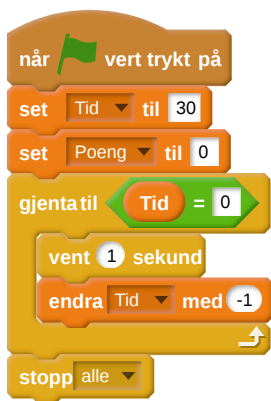 når vert trykt på
set Tid til 30
set Poeng til 0
gjenta til Tid = 0
vent 1 sekund
endra Tid med -1
stopp alle